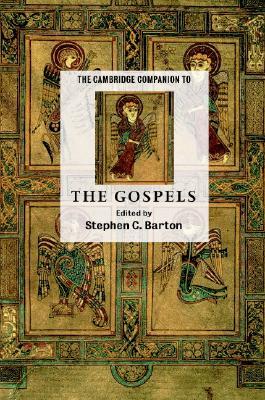 THE CAMBRIDGE COMPANION TO
THE GOSPELS
Edited by
Stephen C. Barton